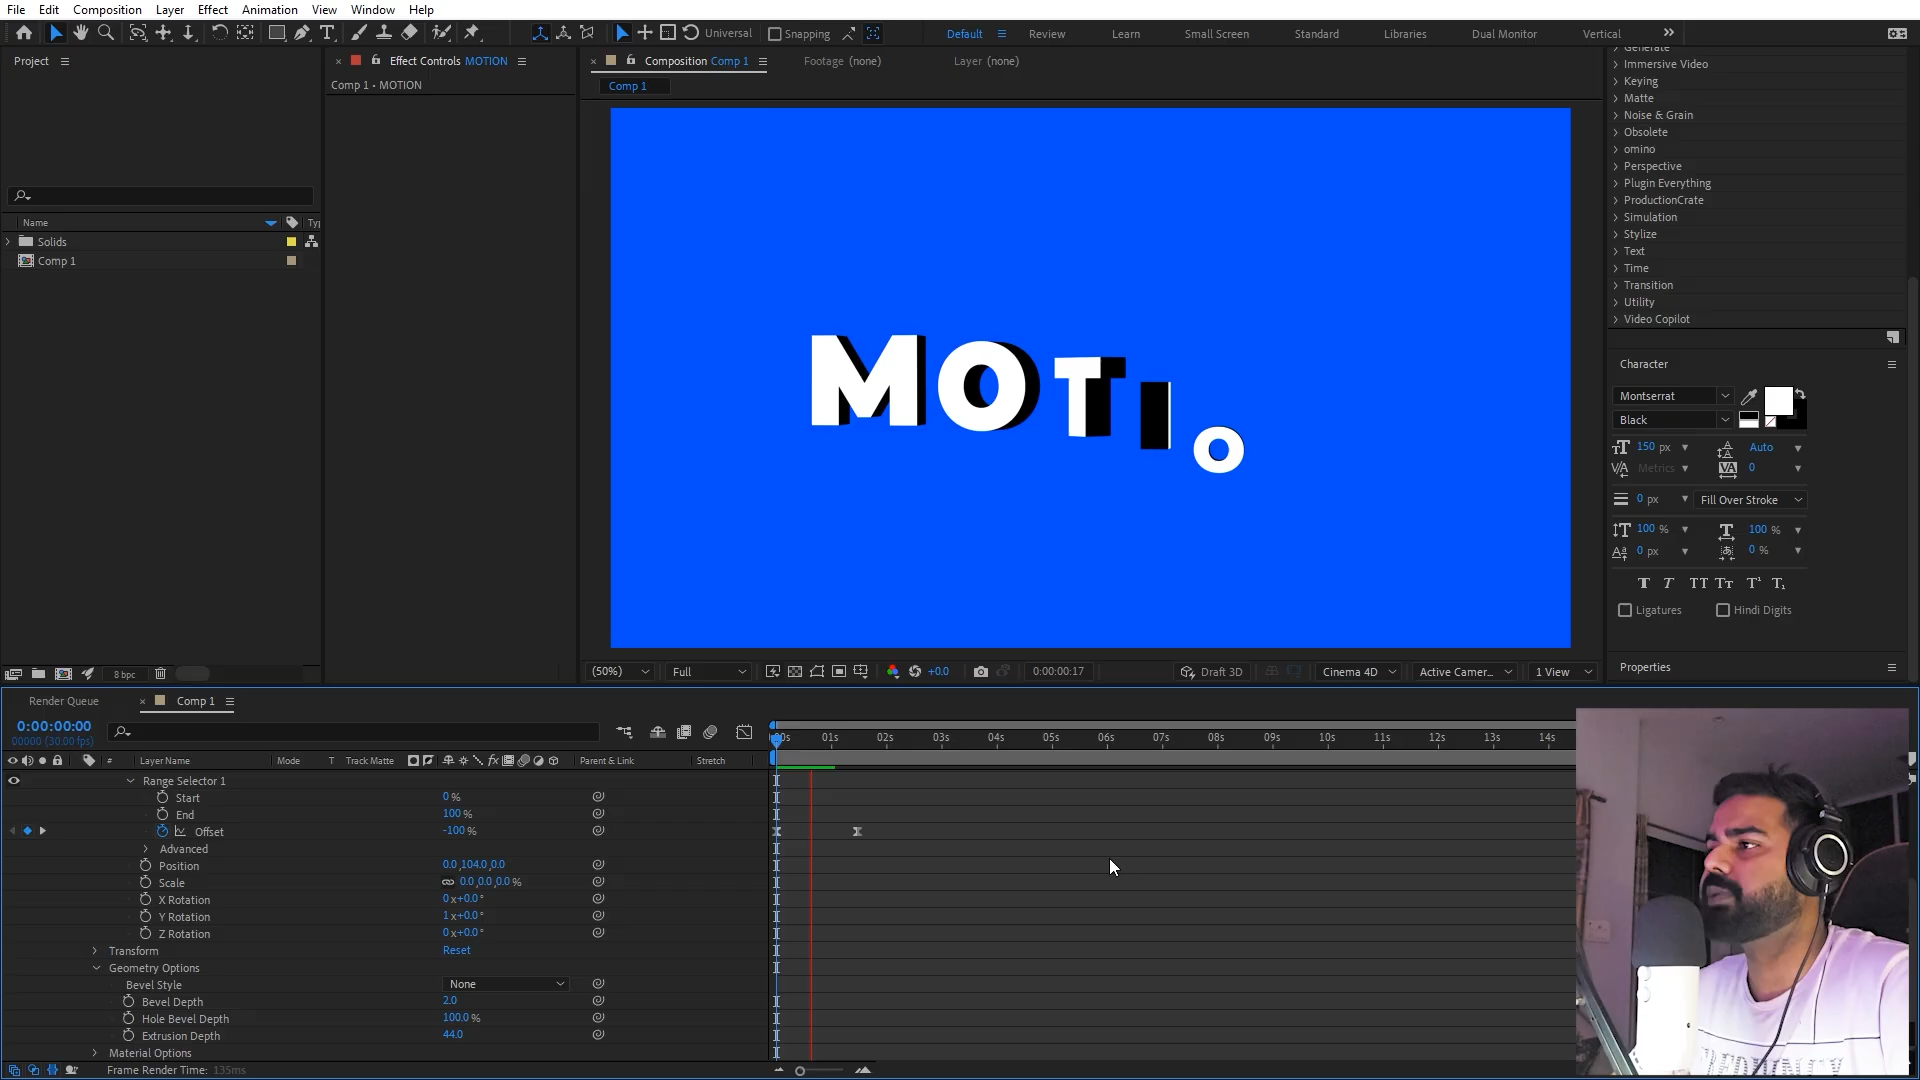 File Edit Composition Layer Effect Animation View Window Help
Universal Snapping Default Review Learn Small Screen Standard Libraries Dual Monitor Vertical
Project
Effect Controls MOTION
Comp 1 • MOTION
Composition Comp 1
Footage (none)
Layer (none)
Comp 1
Name
Solids
Comp 1
8 bpc
MOTIO
(50%) Full +0.0 0:00:00:17 Draft 3D Cinema 4D Active Camer... 1 View
Generate
Immersive Video
Keying
Matte
Noise & Grain
Obsolete
omino
Perspective
Plugin Everything
ProductionCrate
Simulation
Stylize
Text
Time
Transition
Utility
Video Copilot
Character
Montserrat
Black
150 px Auto
Metrics 0
0 px Fill Over Stroke
100 % 100 %
0 px 0 %
Ligatures Hindi Digits
Properties
Render Queue Comp 1
0:00:00:00
00000 (30.00 fps)
01s 02s 03s 04s 05s 06s 07s 08s 09s 10s 11s 12s 13s 14s
# Layer Name Mode T Track Matte Parent & Link Stretch
Range Selector 1
Start 0 %
End 100 %
Offset -100 %
Advanced
Position 0.0,104.0,0.0
Scale 0.0,0.0,0.0 %
X Rotation 0 x+0.0 °
Y Rotation 1 x+0.0 °
Z Rotation 0 x+0.0 °
Transform Reset
Geometry Options
Bevel Style None
Bevel Depth 2.0
Hole Bevel Depth 100.0 %
Extrusion Depth 44.0
Material Options
Frame Render Time: 135ms